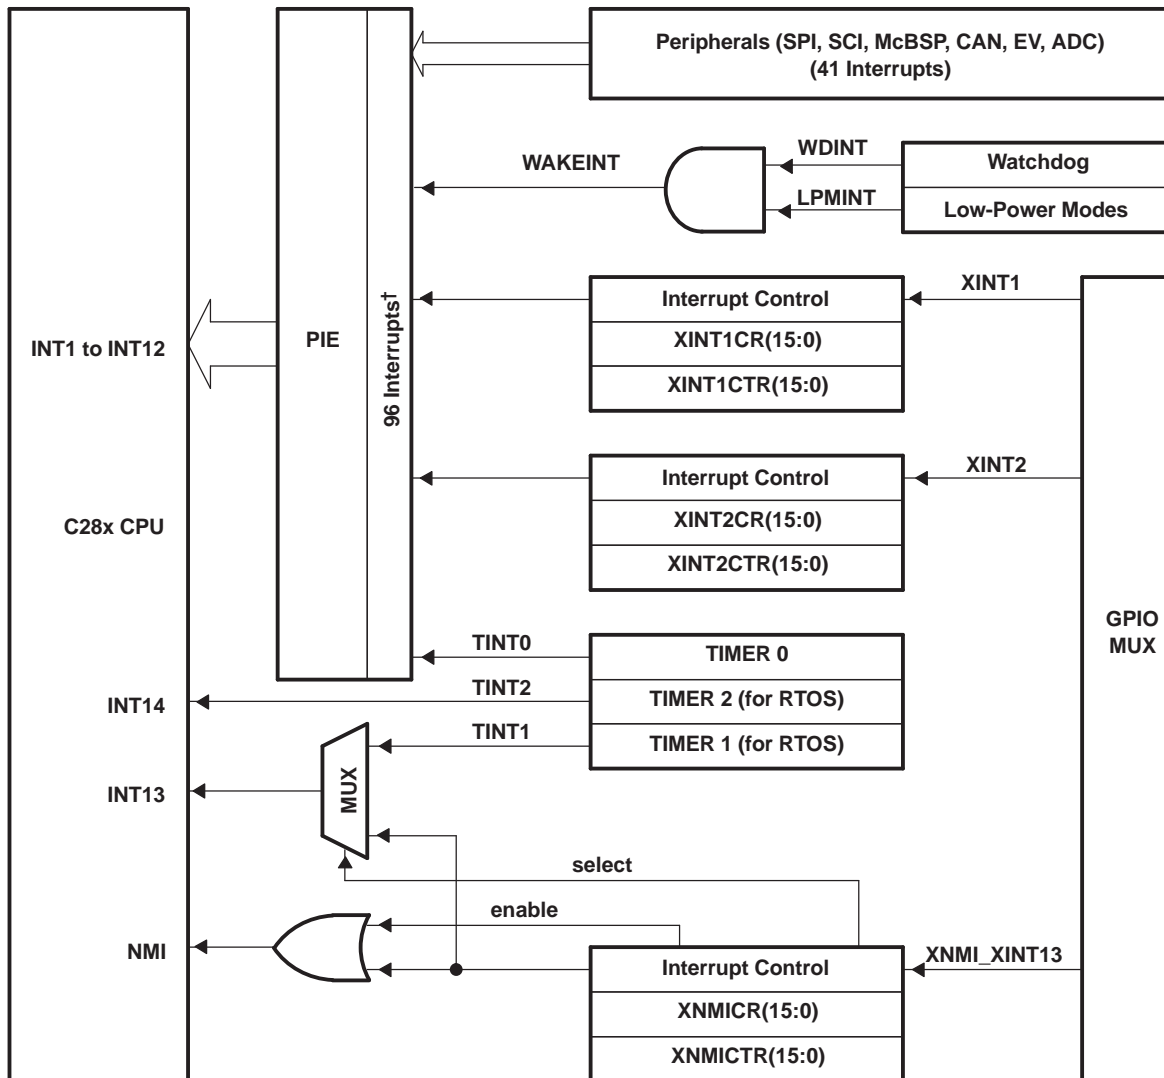 Peripherals (SPI, SCI, McBSP, CAN, EV, ADC)
(41 Interrupts)
WDINT
Watchdog
WAKEINT
LPMINT
Low-Power Modes
XINT1
Interrupt Control
XINT1CR(15:0)
XINT1CTR(15:0)
INT1 to INT12
PIE
96 Interrupts†
XINT2
Interrupt Control
XINT2CR(15:0)
XINT2CTR(15:0)
C28x CPU
GPIO
MUX
TINT0
TIMER 0
TINT2
TIMER 2 (for RTOS)
INT14
TINT1
TIMER 1 (for RTOS)
INT13
MUX
select
enable
NMI
XNMI_XINT13
Interrupt Control
XNMICR(15:0)
XNMICTR(15:0)